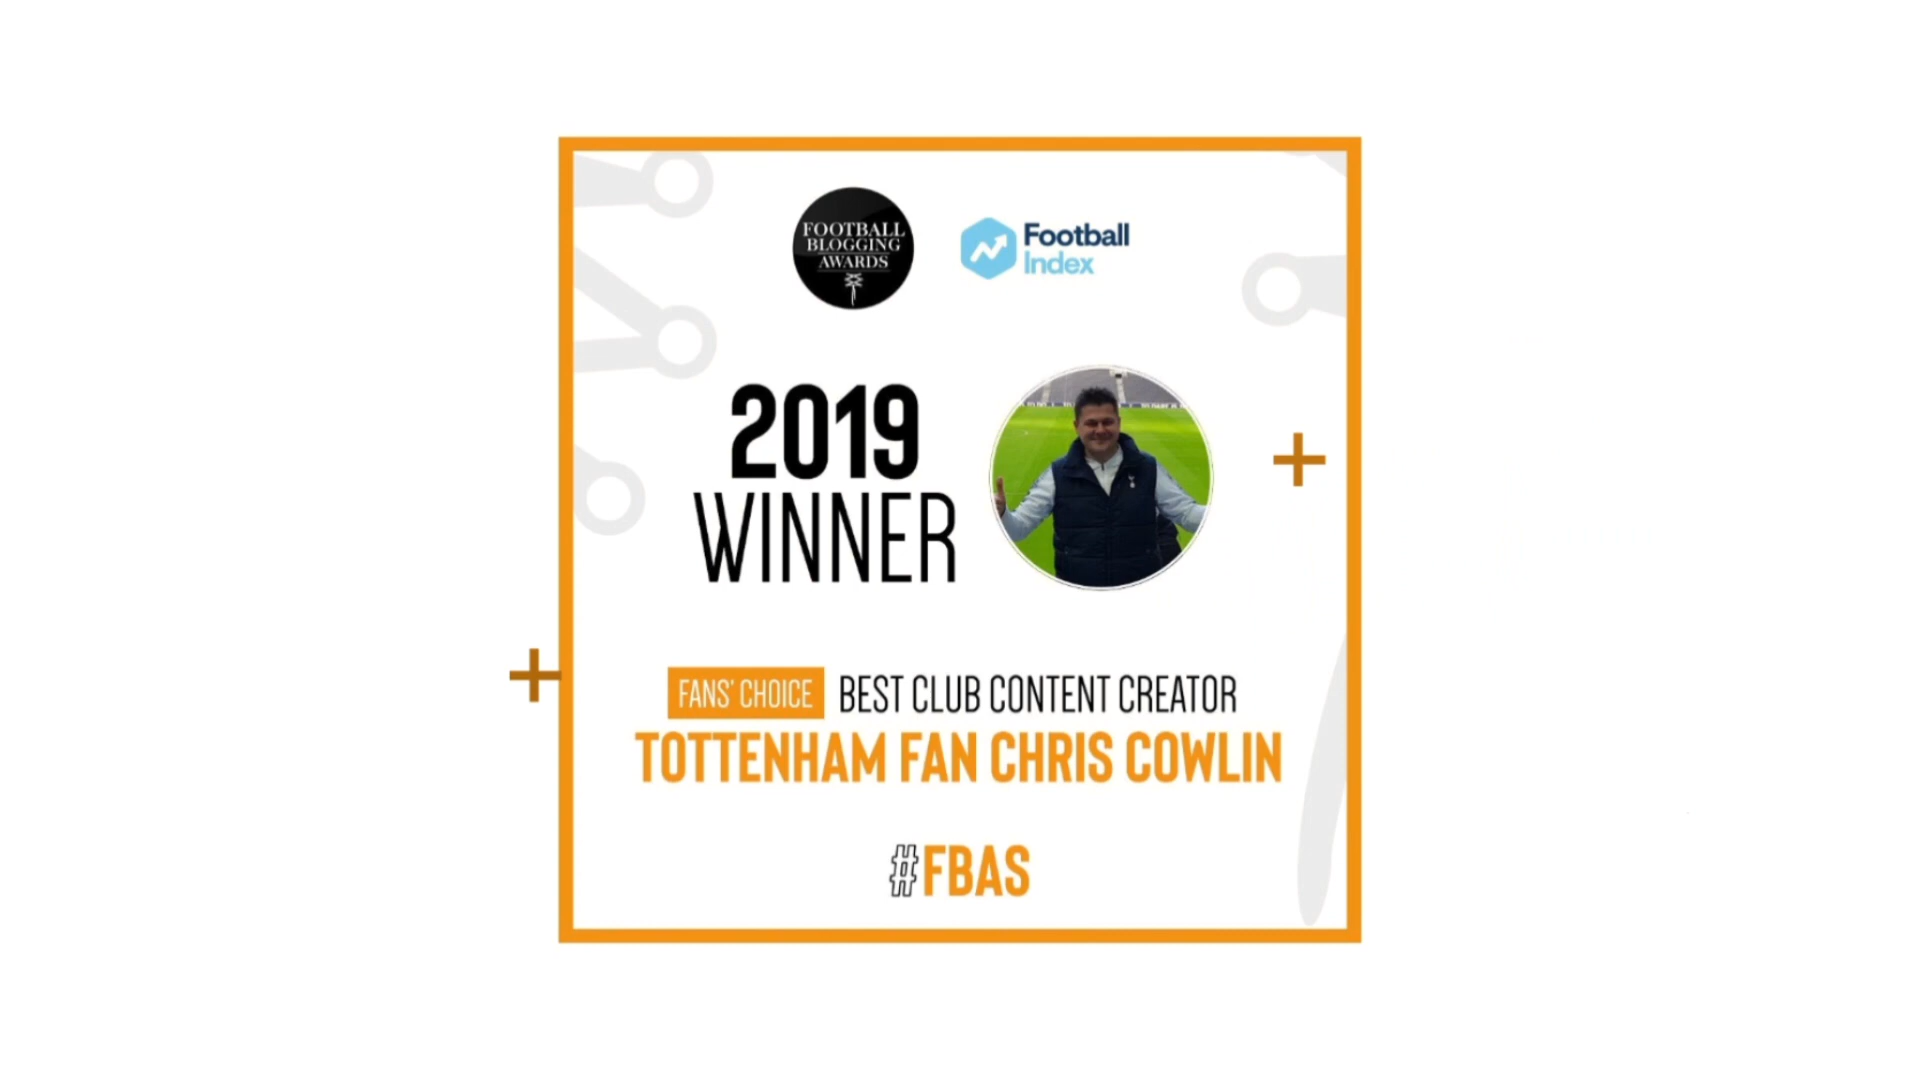 FOOTBALL
BLOGGING
AWARDS
Football
Index
2019
WINNER
FANS' CHOICE BEST CLUB CONTENT CREATOR
TOTTENHAM FAN CHRIS COWLIN
#FBAS